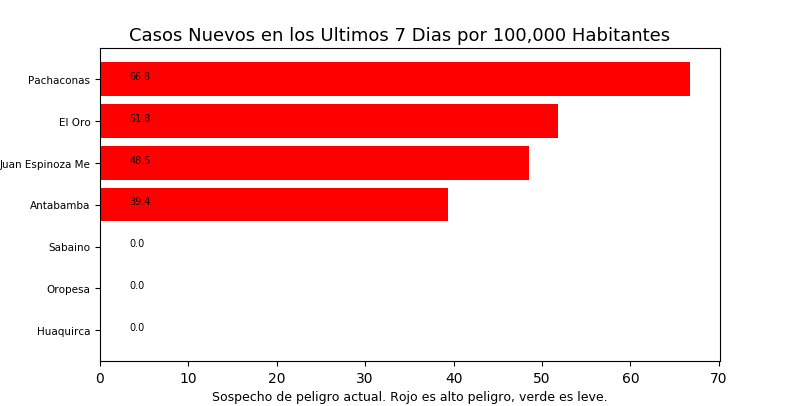 Casos Nuevos en los Ultimos 7 Dias por 100,000 Habitantes
Pachaconas 66.8
El Oro 51.8
Juan Espinoza Me 48.5
Antabamba 39.4
Sabaino 0.0
Oropesa 0.0
Huaquirca 0.0
0 10 20 30 40 50 60 70
Sospecho de peligro actual. Rojo es alto peligro, verde es leve.